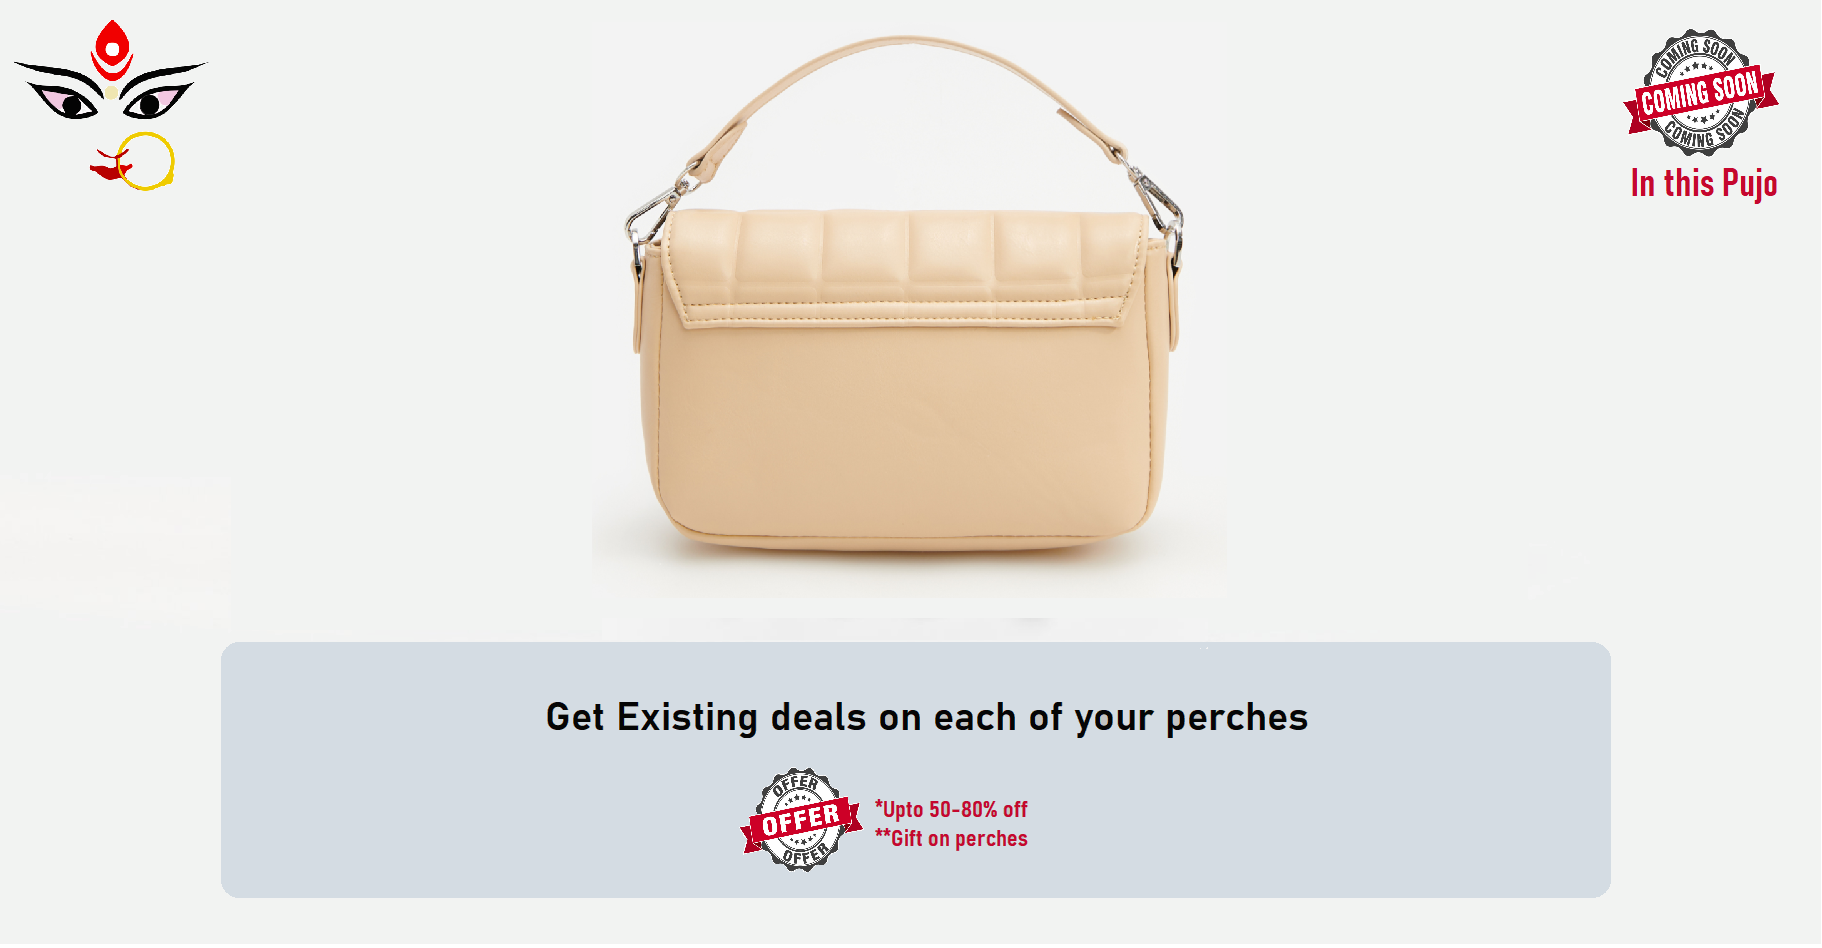 COMING SOON
COMING SOON
COMING SOON
In this Pujo
Get Existing deals on each of your perches
OFFER
OFFER
OFFER
*Upto 50-80% off
**Gift on perches